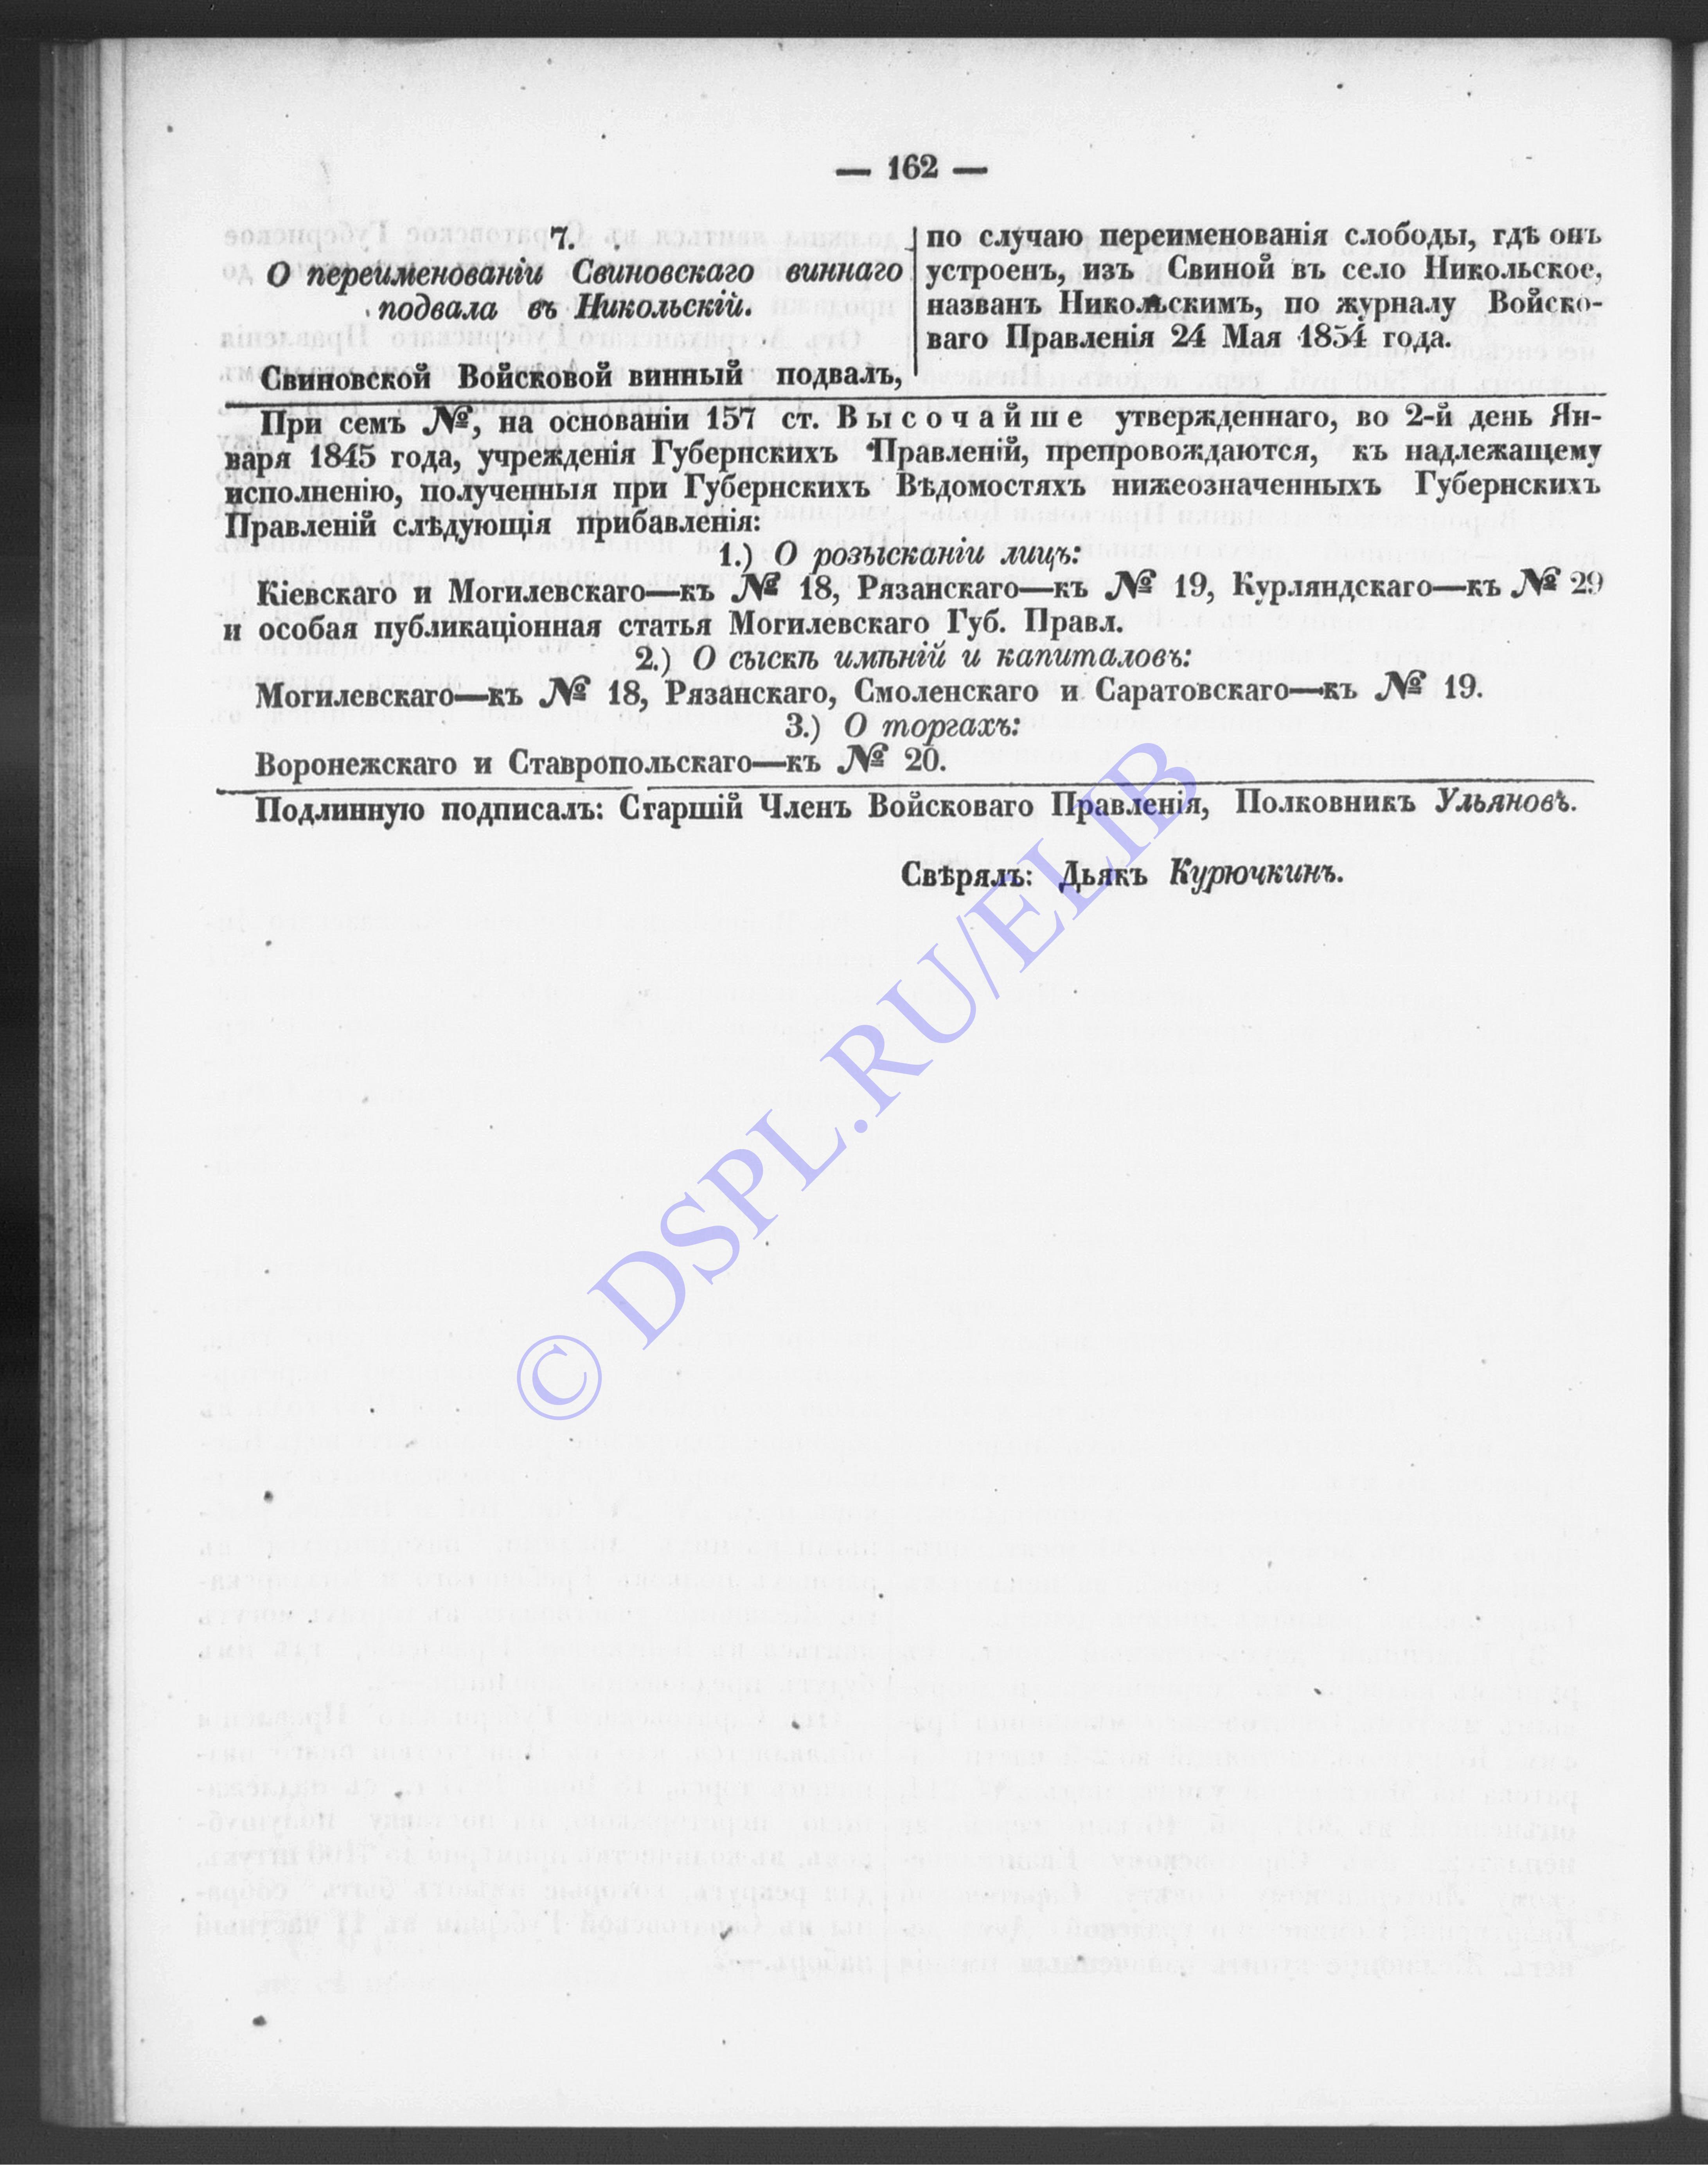 — 162 —
7.
О переименованіи Свиновскаго виннаго
подвала въ Никольскій.
Свиновской Войсковой винный подвалъ,
по случаю переименованія слободы, гдѣ онъ
устроенъ, изъ Свиной въ село Никольское,
названъ Никольскимъ, по журналу Войско-
ваго Правленія 24 Мая 1854 года.
При семъ №, на основаніи 157 ст. Высочайше утвержденнаго, во 2-й день Ян-
варя 1845 года, учрежденія Губернскихъ Правленій, препровождаются, къ надлежащему
исполненію, полученныя при Губернскихъ Вѣдомостяхъ нижеозначенныхъ Губернскихъ
Правленій слѣдующія прибавленія:
1.) О розысканіи лицъ:
Кіевскаго и Могилевскаго—къ № 18, Рязанскаго—къ № 19, Курляндскаго—къ № 29
и особая публикаціонная статья Могилевскаго Губ. Правл.
2.) О сыскѣ имѣній и капиталовъ:
Могилевскаго—къ № 18, Рязанскаго, Смоленскаго и Саратовскаго—къ № 19.
3.) О торгахъ:
Воронежскаго и Ставропольскаго—къ № 20.
Подлинную подписалъ: Старшій Членъ Войсковаго Правленія, Полковникъ Ульяновъ.
Свѣрялъ: Дьякъ Курючкинъ.
© DSPL.RU/ELIB